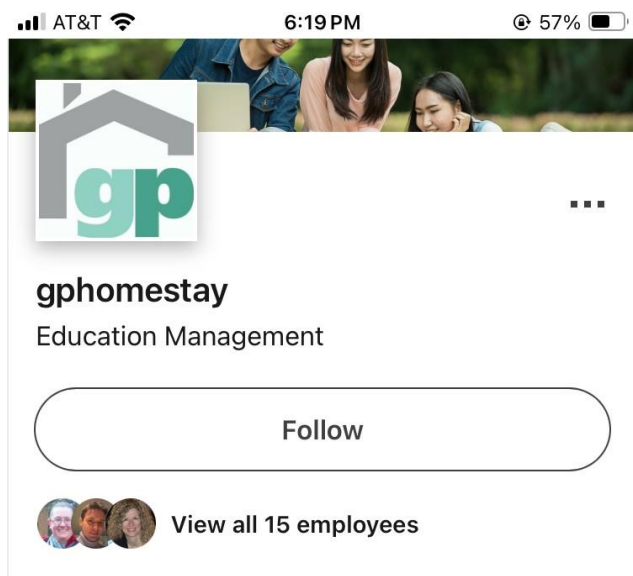 AT&T 6:19 PM 57%
gp
gphomestay
Education Management
Follow
View all 15 employees